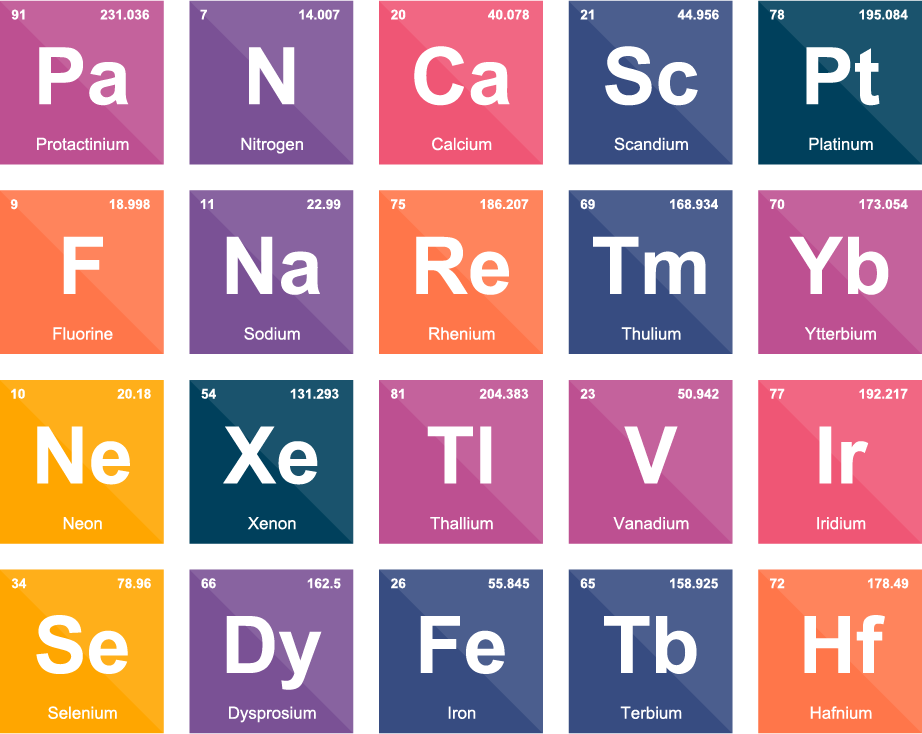 91 231.036
Pa
Protactinium
7 14.007
N
Nitrogen
20 40.078
Ca
Calcium
21 44.956
Sc
Scandium
78 195.084
Pt
Platinum
9 18.998
F
Fluorine
11 22.99
Na
Sodium
75 186.207
Re
Rhenium
69 168.934
Tm
Thulium
70 173.054
Yb
Ytterbium
10 20.18
Ne
Neon
54 131.293
Xe
Xenon
81 204.383
Tl
Thallium
23 50.942
V
Vanadium
77 192.217
Ir
Iridium
34 78.96
Se
Selenium
66 162.5
Dy
Dysprosium
26 55.845
Fe
Iron
65 158.925
Tb
Terbium
72 178.49
Hf
Hafnium